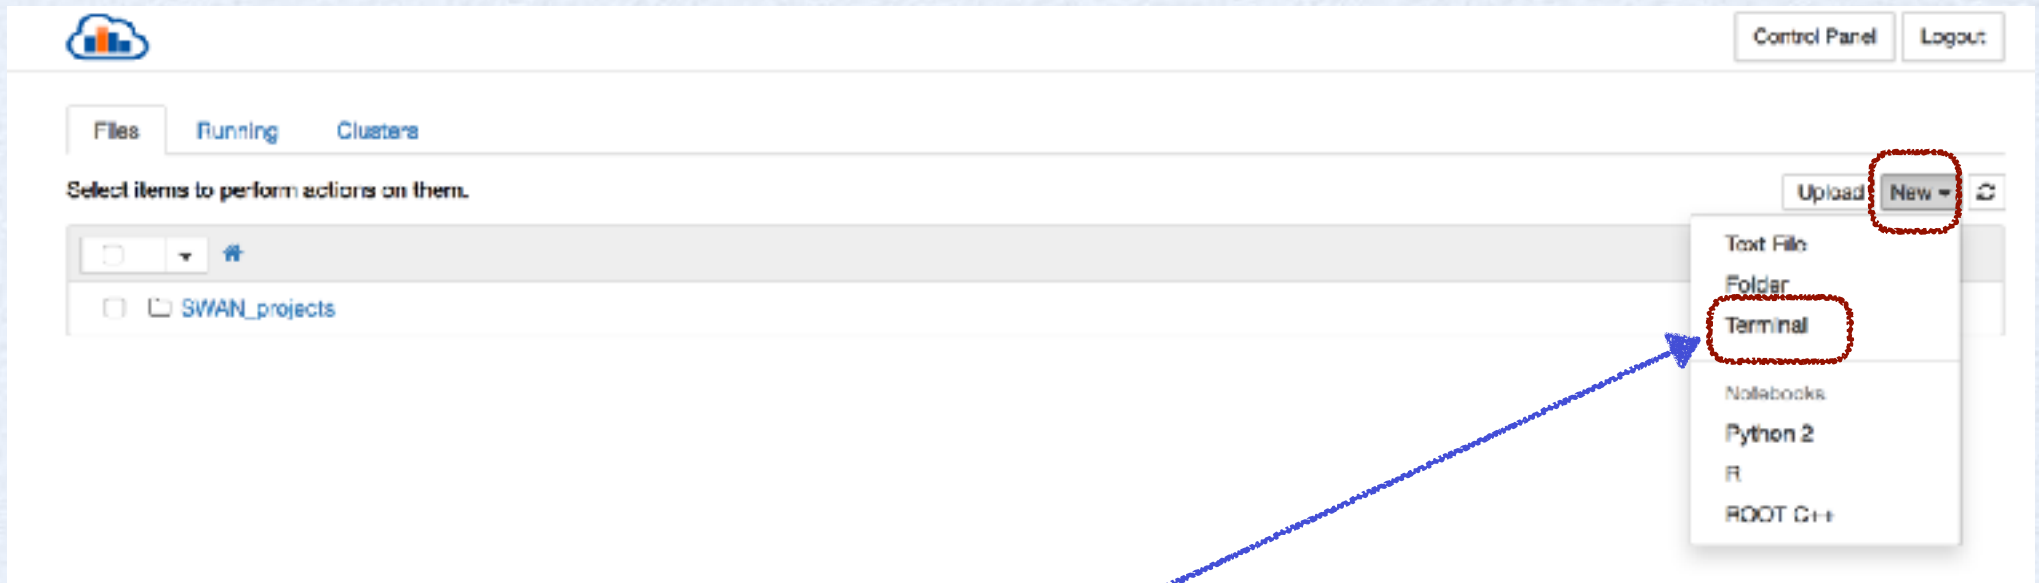 Control Panel Logout
Files Running Clusters
Select items to perform actions on them.
Upload New
Text File
Folder
SWAN_projects
Terminal
Notebooks
Python 2
R
ROOT C++